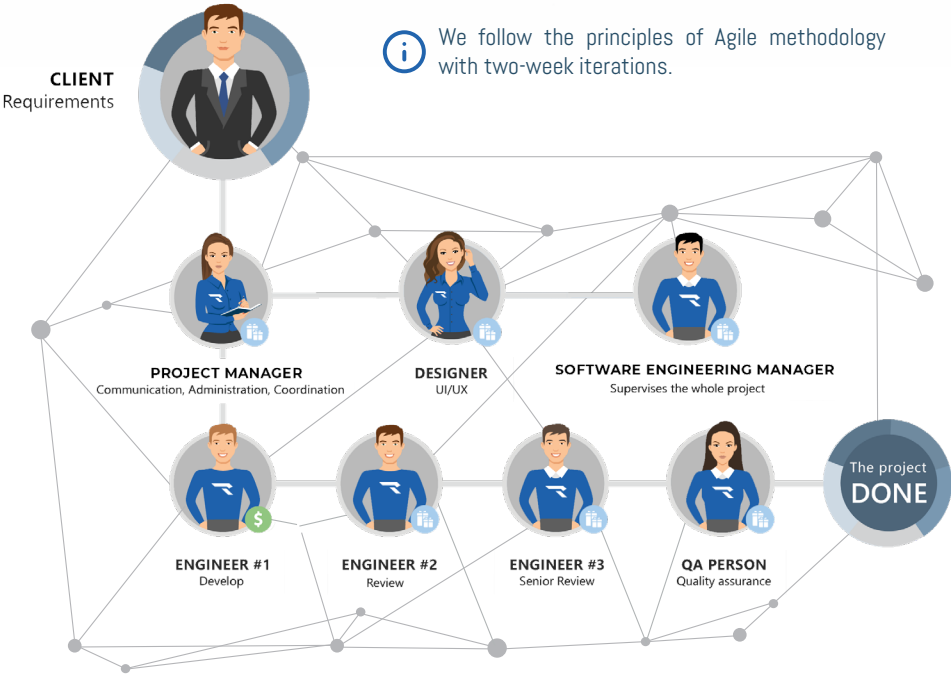 We follow the principles of Agile methodology
with two-week iterations.
CLIENT
Requirements
PROJECT MANAGER
Communication, Administration, Coordination
DESIGNER
UI/UX
SOFTWARE ENGINEERING MANAGER
Supervises the whole project
The project
DONE
$
ENGINEER #1
Develop
ENGINEER #2
Review
ENGINEER #3
Senior Review
QA PERSON
Quality assurance